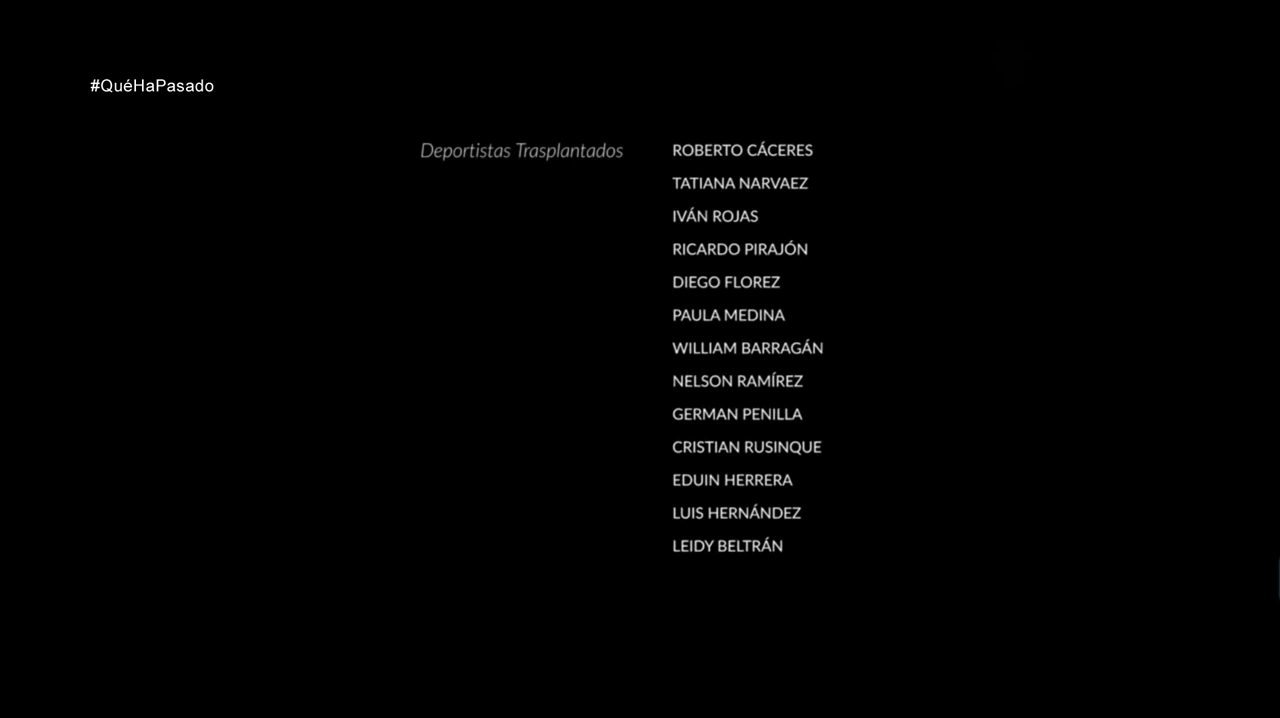 #QuéHaPasado
Deportistas Trasplantados ROBERTO CÁCERES
TATIANA NARVAEZ
IVÁN ROJAS
RICARDO PIRAJÓN
DIEGO FLOREZ
PAULA MEDINA
WILLIAM BARRAGÁN
NELSON RAMÍREZ
GERMAN PENILLA
CRISTIAN RUSINQUE
EDUIN HERRERA
LUIS HERNÁNDEZ
LEIDY BELTRÁN